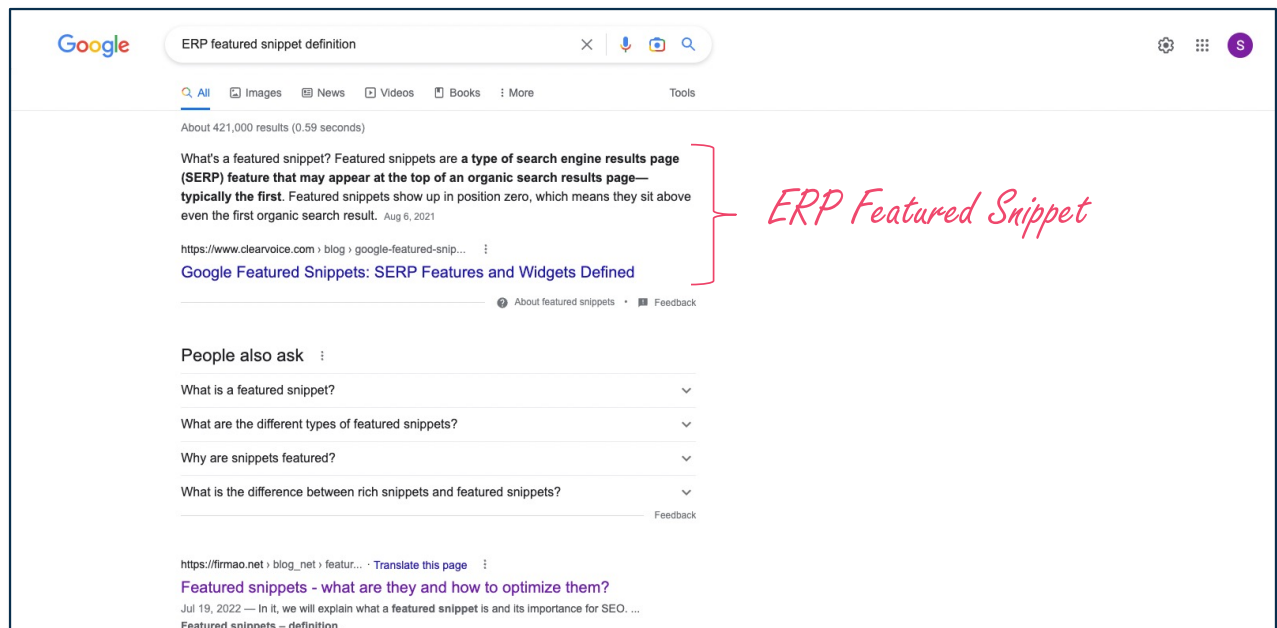 Google
ERP featured snippet definition
S
All Images News Videos Books More Tools
About 421,000 results (0.59 seconds)
What's a featured snippet? Featured snippets are a type of search engine results page
(SERP) feature that may appear at the top of an organic search results page—
typically the first. Featured snippets show up in position zero, which means they sit above
even the first organic search result. Aug 6, 2021
https://www.clearvoice.com › blog › google-featured-snip...
Google Featured Snippets: SERP Features and Widgets Defined
About featured snippets • Feedback
ERP Featured Snippet
People also ask
What is a featured snippet?
What are the different types of featured snippets?
Why are snippets featured?
What is the difference between rich snippets and featured snippets?
Feedback
https://firmao.net › blog_net › featur... · Translate this page
Featured snippets - what are they and how to optimize them?
Jul 19, 2022 — In it, we will explain what a featured snippet is and its importance for SEO. ...
Featured snippets – definition